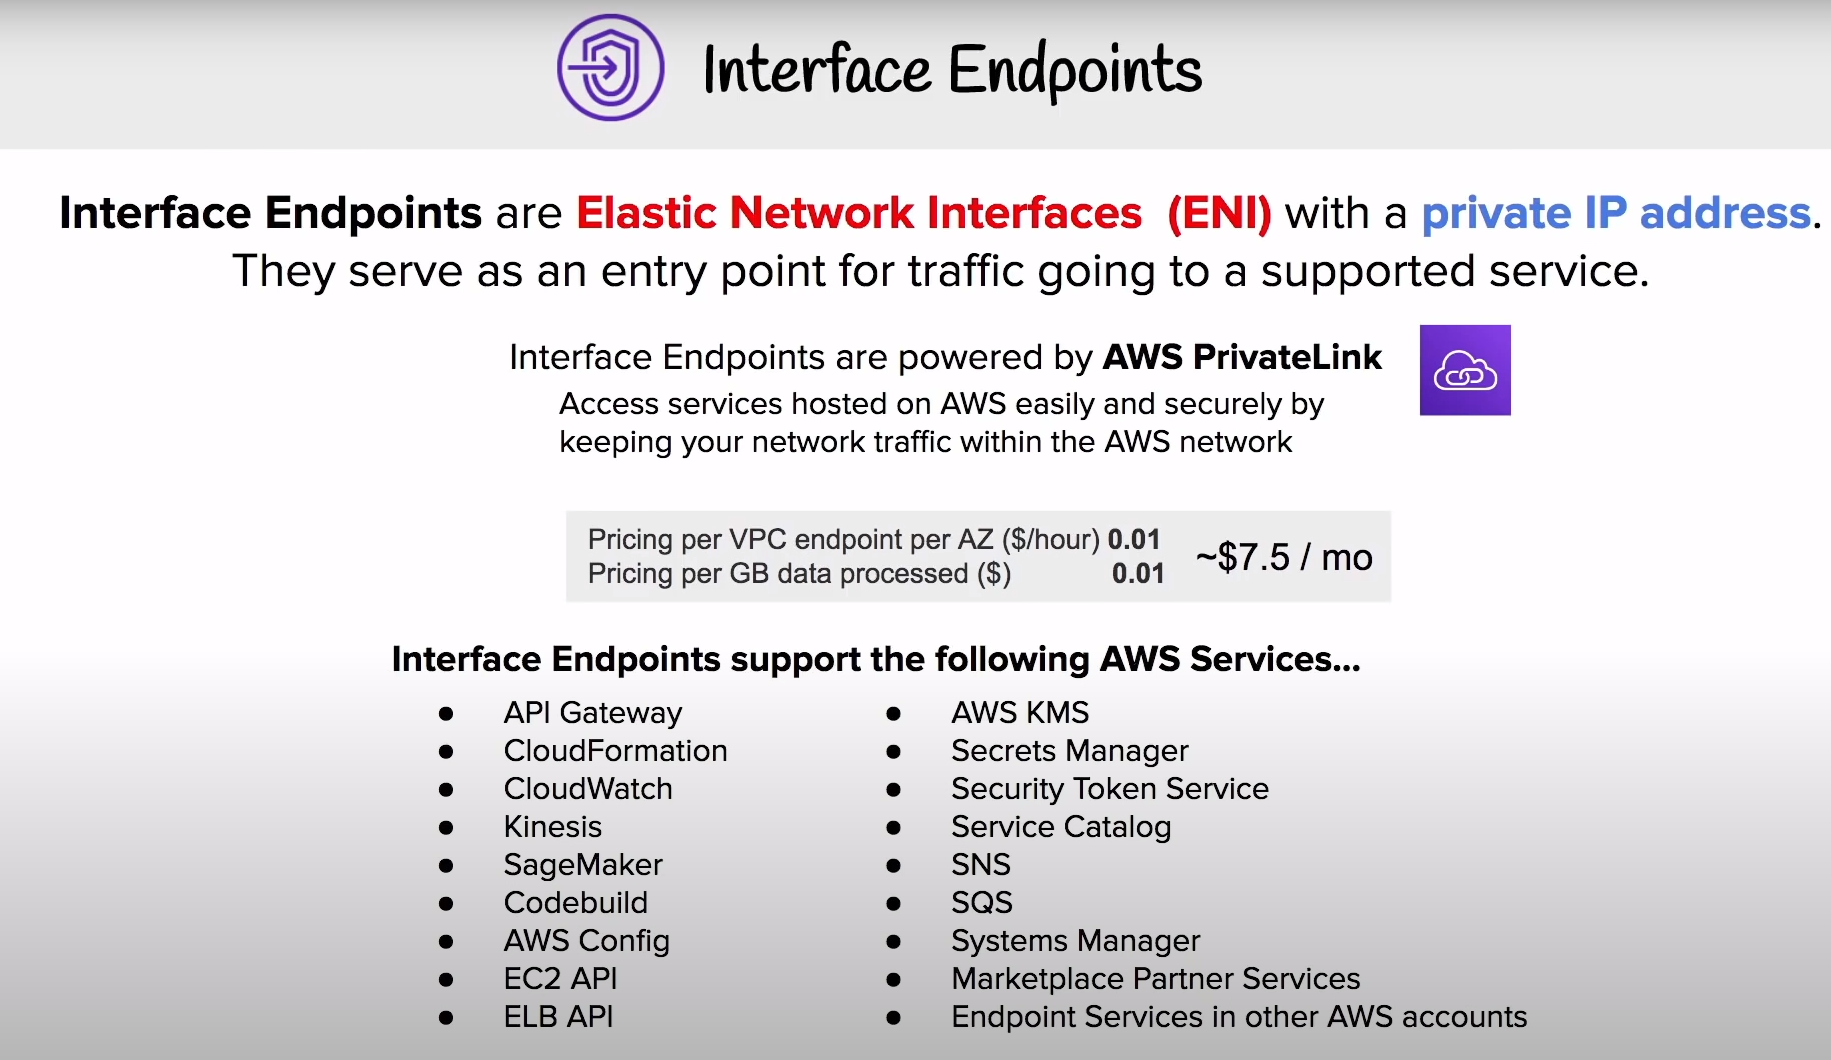 Interface Endpoints
Interface Endpoints are Elastic Network Interfaces (ENI) with a private IP address.
They serve as an entry point for traffic going to a supported service.
Interface Endpoints are powered by AWS PrivateLink
Access services hosted on AWS easily and securely by
keeping your network traffic within the AWS network
Pricing per VPC endpoint per AZ ($/hour) 0.01
Pricing per GB data processed ($) 0.01
~$7.5 / mo
Interface Endpoints support the following AWS Services...
● API Gateway
● CloudFormation
● CloudWatch
● Kinesis
● SageMaker
● Codebuild
● AWS Config
● EC2 API
● ELB API
● AWS KMS
● Secrets Manager
● Security Token Service
● Service Catalog
● SNS
● SQS
● Systems Manager
● Marketplace Partner Services
● Endpoint Services in other AWS accounts